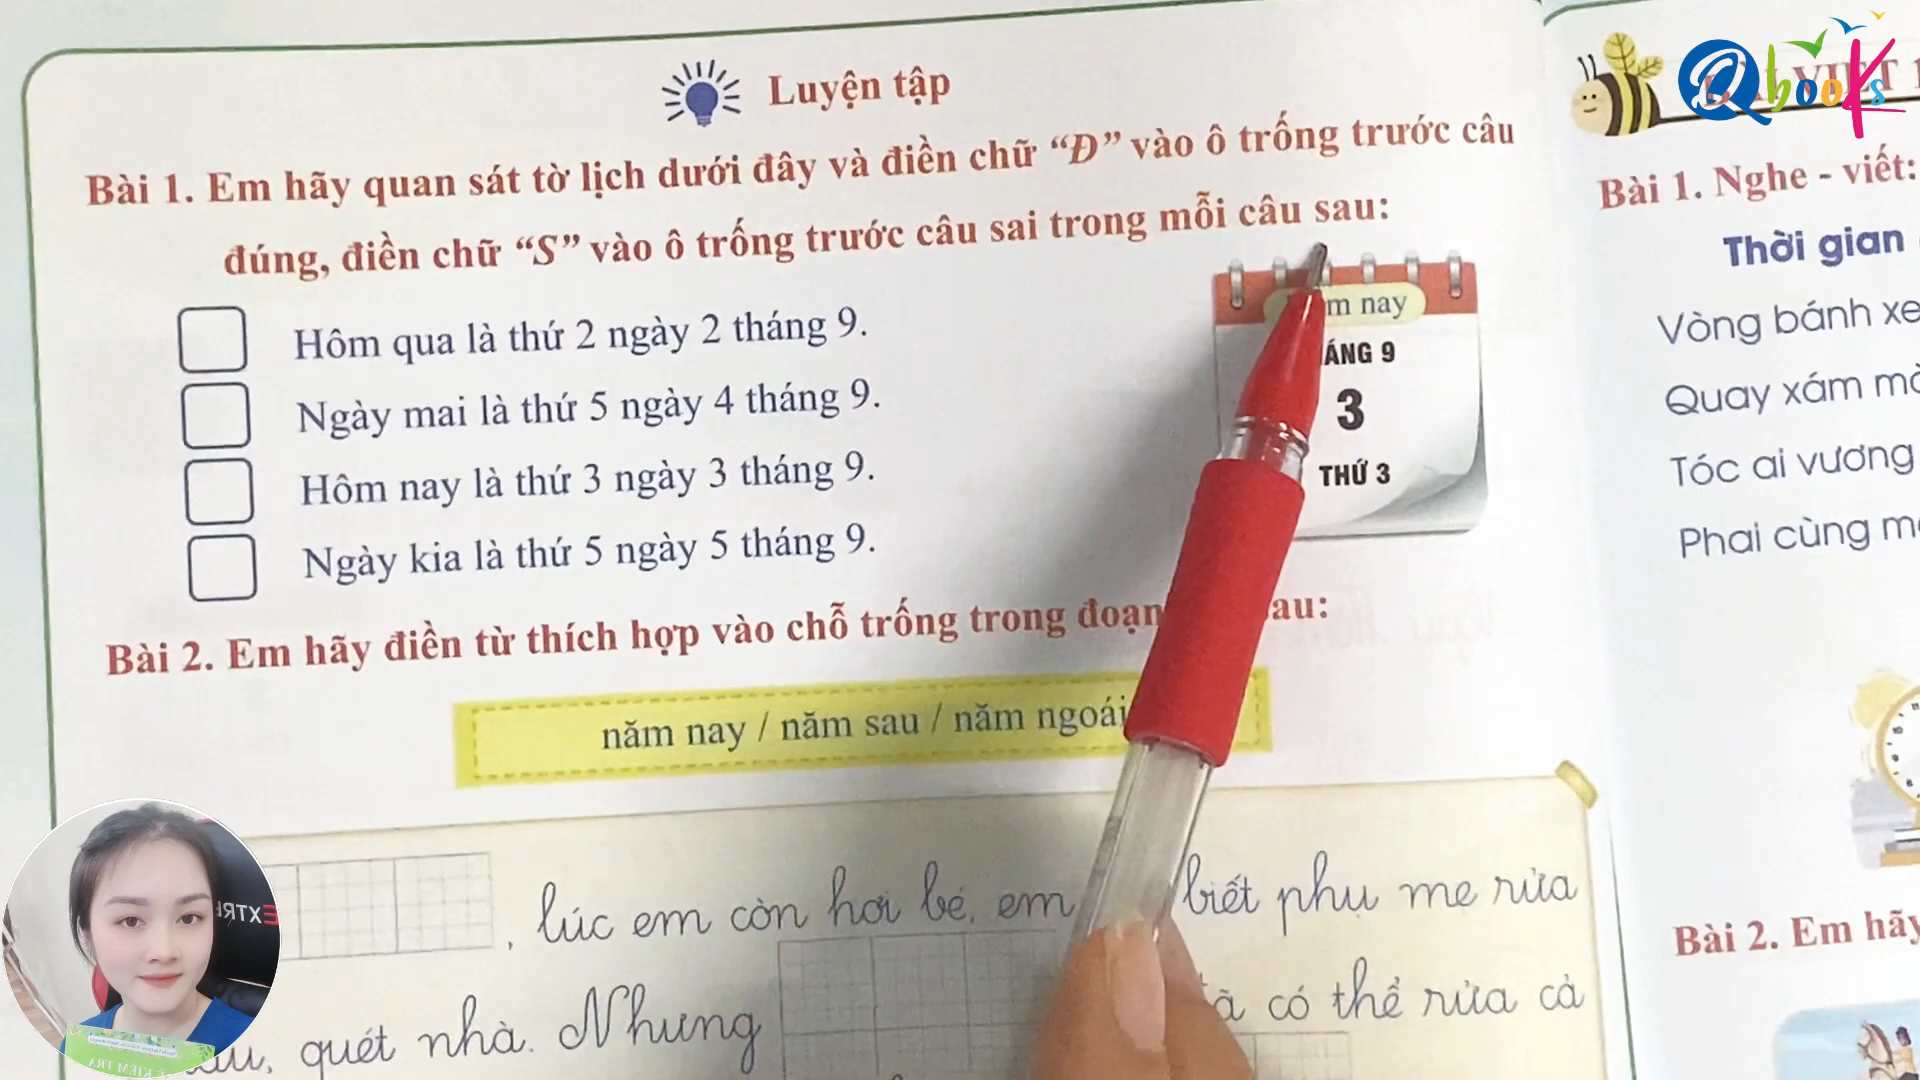 Qbooks
Luyện tập
Bài 1. Em hãy quan sát tờ lịch dưới đây và điền chữ “Đ” vào ô trống trước câu
đúng, điền chữ “S” vào ô trống trước câu sai trong mỗi câu sau:
Hôm qua là thứ 2 ngày 2 tháng 9.
Ngày mai là thứ 5 ngày 4 tháng 9.
Hôm nay là thứ 3 ngày 3 tháng 9.
Ngày kia là thứ 5 ngày 5 tháng 9.
nay
9
3
THỨ 3
Bài 2. Em hãy điền từ thích hợp vào chỗ trống trong đoạn
năm nay / năm sau / năm ngoái
, lúc em còn hơi bé, em biết phụ mẹ rửa
, quét nhà. Nhưng có thể rửa cả
Bài 1. Nghe - viết:
Thời gian
Vòng bánh xe
Quay xám
Tóc ai vương
Phai cùng
Bài 2. Em hãy